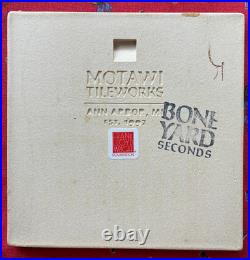 MOTAWI
TILEWORKS
ANN ARBOR, MI
EST. 1992
BONE
YARD
SECONDS